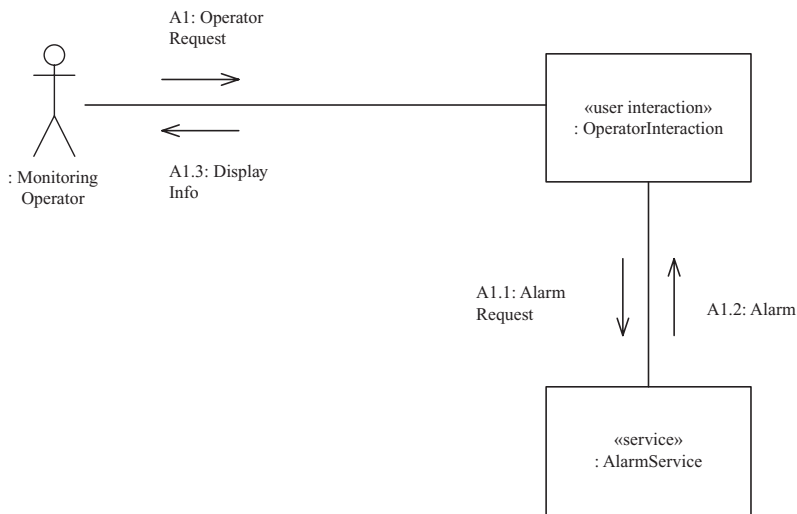 A1: Operator
Request
«user interaction»
: OperatorInteraction
A1.3: Display
Info
: Monitoring
Operator
A1.1: Alarm
Request
A1.2: Alarm
«service»
: AlarmService